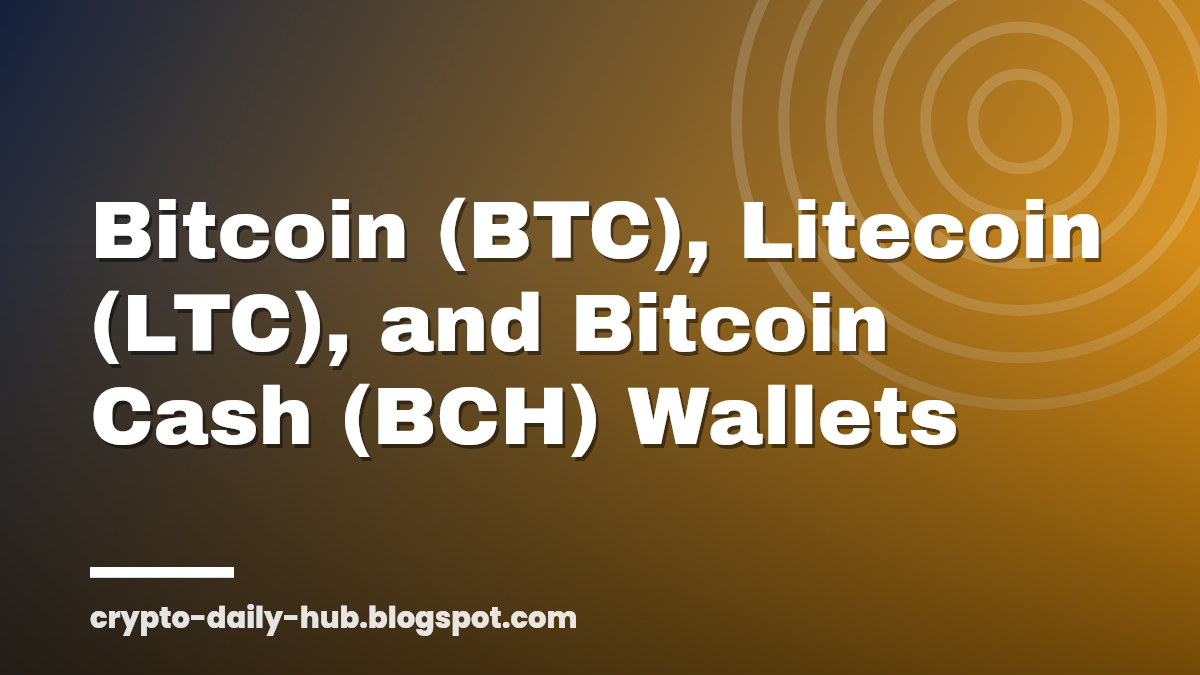 Bitcoin (BTC), Litecoin
(LTC), and Bitcoin
Cash (BCH) Wallets
crypto-daily-hub.blogspot.com